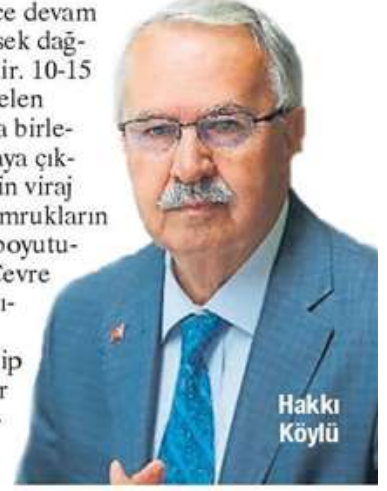 ce devam
sek dağ-
ir. 10-15
elen
a birle-
aya çık-
in viraj
mrukların
boyutu-
Çevre
ı-
ip
r
Hakkı
Köylü